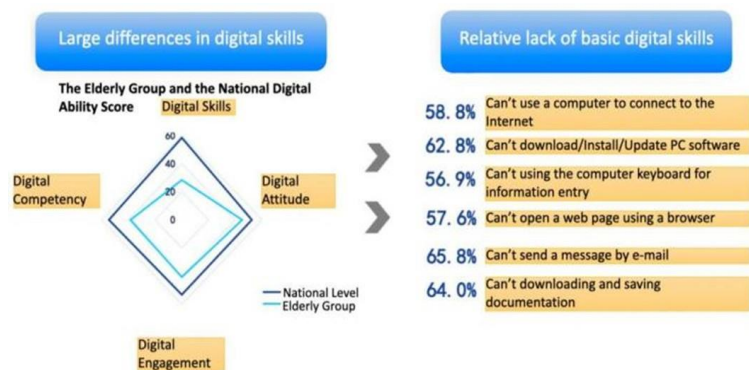 Large differences in digital skills
The Elderly Group and the National Digital
Ability Score
Digital Skills
60
40
20
0
Digital
Competency
Digital
Attitude
National Level
Elderly Group
Digital
Engagement
Relative lack of basic digital skills
58.8% Can't use a computer to connect to the
Internet
62.8% Can't download/Install/Update PC software
56.9% Can't using the computer keyboard for
information entry
57.6% Can't open a web page using a browser
65.8% Can't send a message by e-mail
64.0% Can't downloading and saving
documentation